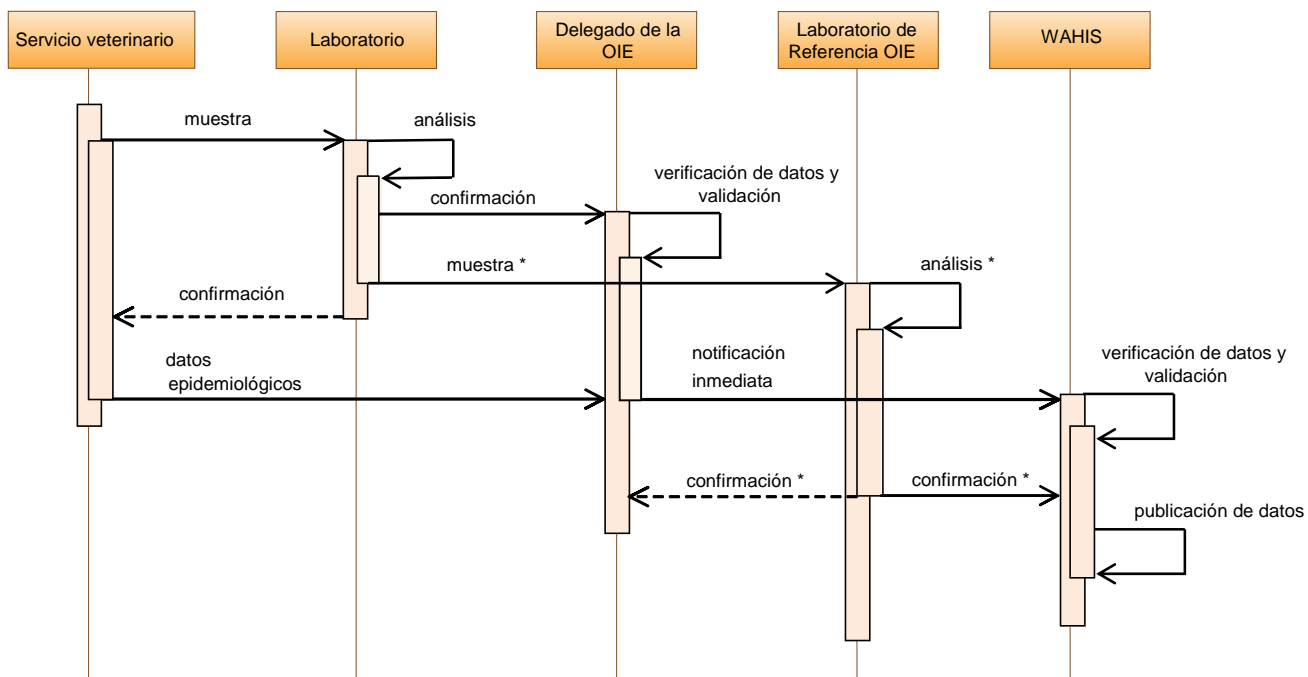 Servicio veterinario
Laboratorio
Delegado de la
OIE
Laboratorio de
Referencia OIE
WAHIS
muestra
análisis
verificación de datos y
validación
confirmación
muestra *
análisis *
confirmación
datos
epidemiológicos
notificación
inmediata
verificación de datos y
validación
confirmación *
confirmación *
publicación de datos